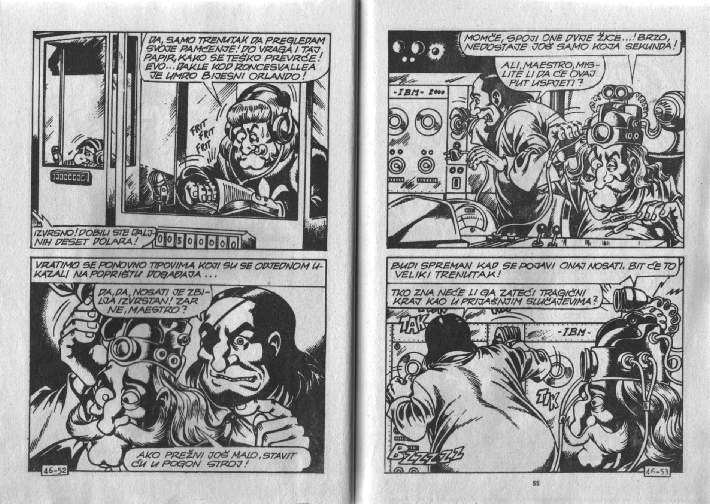 DA, SAMO TRENUTAK DA PREGLEDAM
SVOJE PAMĆENJE! DO VRAGA I TAJ
PAPIR, KAKO SE TEŠKO PREVRĆE!
EVO... DAKLE KOD RONCESVALLEA
JE UMRO BIJESNI ORLANDO!
FRIT
FRIT
FRIT
IZVRSNO! DOBILI STE DALJ-
NJIH DESET DOLARA!
00500000
VRATIMO SE PONOVNO TIPOVIMA KOJI SU SE ODJEDNOM U-
KAZALI NA POPRIŠTU DOGAĐAJA...
DA, DA, NOSATI JE ZBI-
LJA IZVRSTAN! ZAR
NE, MAESTRO?
AKO PREŽNI JOŠ MALO, STAVIT
ĆU U POGON STROJ!
46-52
MOMČE, SPOJI ONE DVIJE ŽICE...! BRZO,
NEDOSTAJE JOŠ SAMO KOJA SEKUNDA!
ALI, MAESTRO, MIS-
LITE LI DA ĆE OVAJ
PUT USPJETI?
-IBM- 2000
BUDI SPREMAN KAD SE POJAVI ONAJ NOSATI. BIT ĆE TO
VELIKI TRENUTAK!
TKO ZNA NEĆE LI GA ZATEĆI TRAGIČNI
KRAJ KAO U PRIJAŠNJIM SLUČAJEVIMA?
TAK
TAK
-IBM-
TAK
BZZZZZ
55
46-53